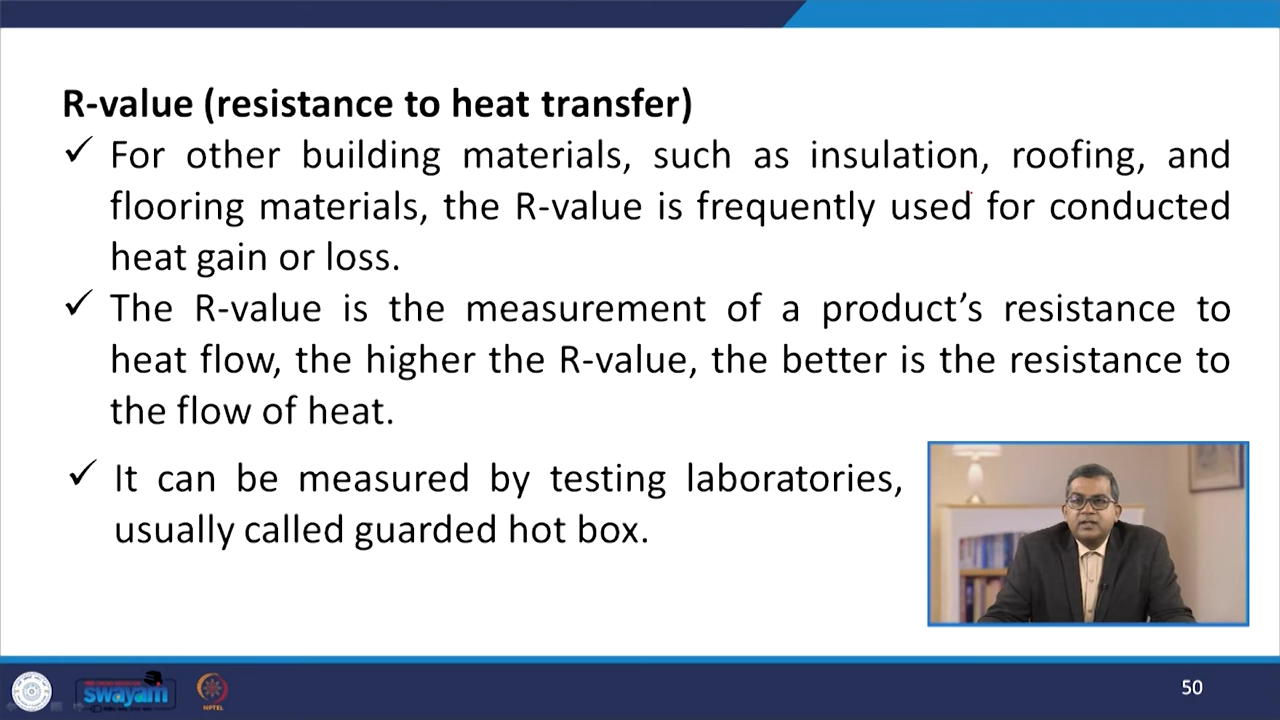 R-value (resistance to heat transfer)
✓ For other building materials, such as insulation, roofing, and
flooring materials, the R-value is frequently used for conducted
heat gain or loss.
✓ The R-value is the measurement of a product’s resistance to
heat flow, the higher the R-value, the better is the resistance to
the flow of heat.
✓ It can be measured by testing laboratories,
usually called guarded hot box.
swayam
NPTEL
50